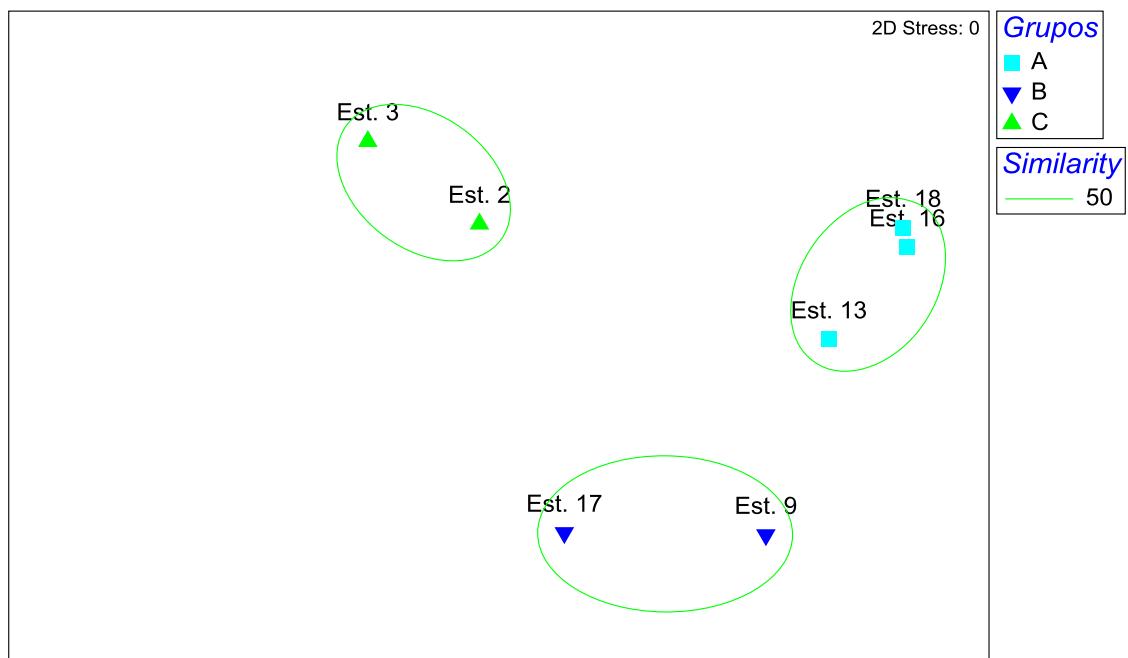 2D Stress: 0
Grupos
A
B
C
Similarity
50
Est. 3
Est. 2
Est. 18
Est. 16
Est. 13
Est. 17
Est. 9